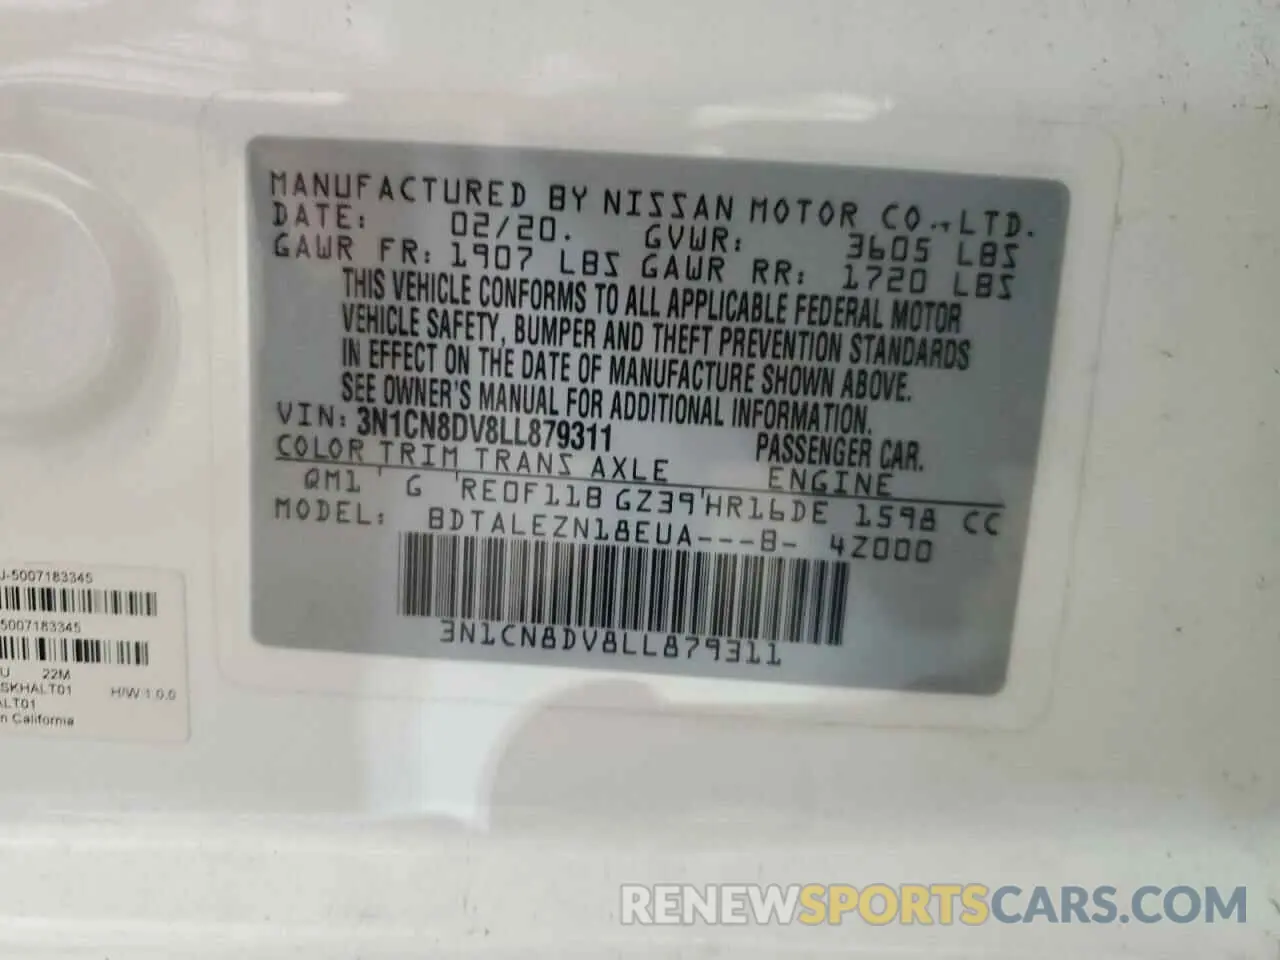 MANUFACTURED BY NISSAN MOTOR CO.,LTD.
DATE: 02/20. GVWR: 3605 LBS
GAWR FR: 1907 LBS GAWR RR: 1720 LBS
THIS VEHICLE CONFORMS TO ALL APPLICABLE FEDERAL MOTOR
VEHICLE SAFETY, BUMPER AND THEFT PREVENTION STANDARDS
IN EFFECT ON THE DATE OF MANUFACTURE SHOWN ABOVE.
SEE OWNER'S MANUAL FOR ADDITIONAL INFORMATION.
VIN: 3N1CN8DV8LL879311 PASSENGER CAR.
COLOR TRIM TRANS AXLE ENGINE
QM1 G RE0F11B GZ39 HR16DE 1598 CC
MODEL: BDTALEZN18EUA---B- 4Z000
3N1CN8DV8LL879311
J-5007183345
5007183345
U 22M
SKHALT01 H/W 1.0.0
ALT01
n California
RENEWSPORTSCARS.COM